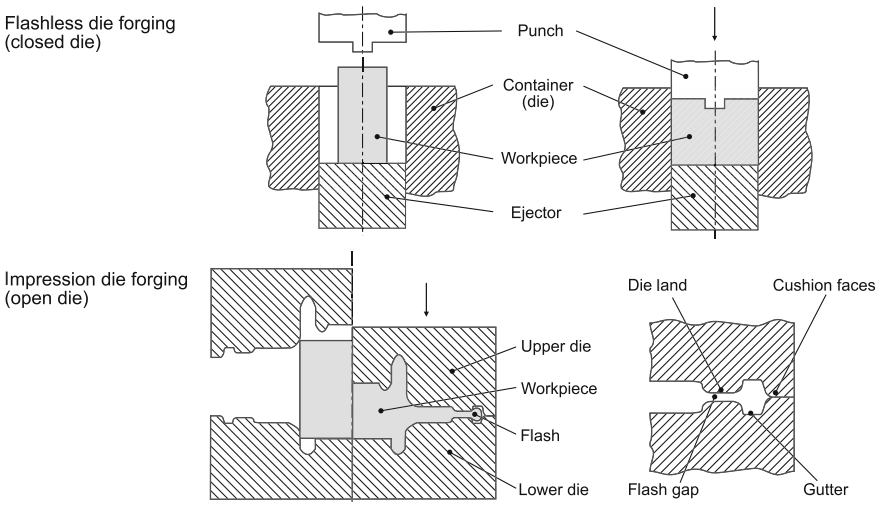 Flashless die forging
(closed die)
Punch
Container
(die)
Workpiece
Ejector
Impression die forging
(open die)
Upper die
Workpiece
Flash
Lower die
Die land
Cushion faces
Flash gap
Gutter